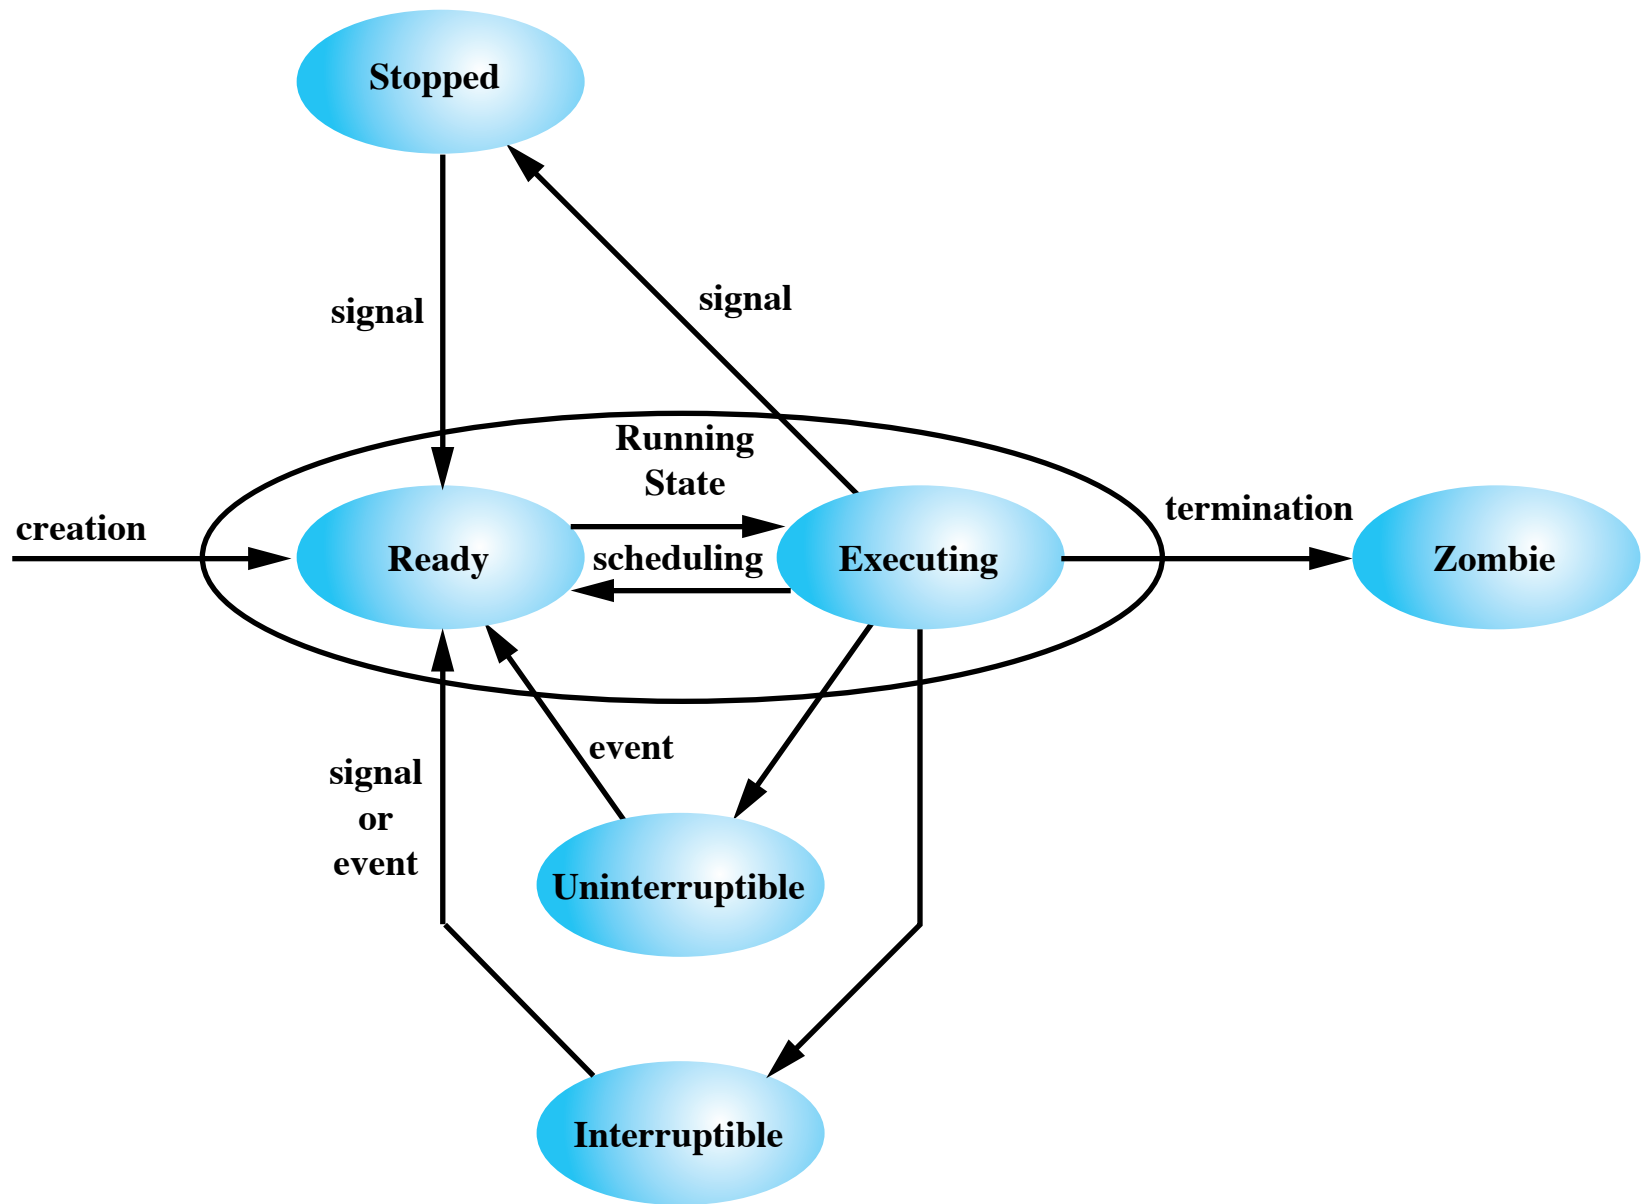 Stopped
signal
signal
Running
State
creation
termination
Ready
scheduling
Executing
Zombie
event
signal
or
event
Uninterruptible
Interruptible